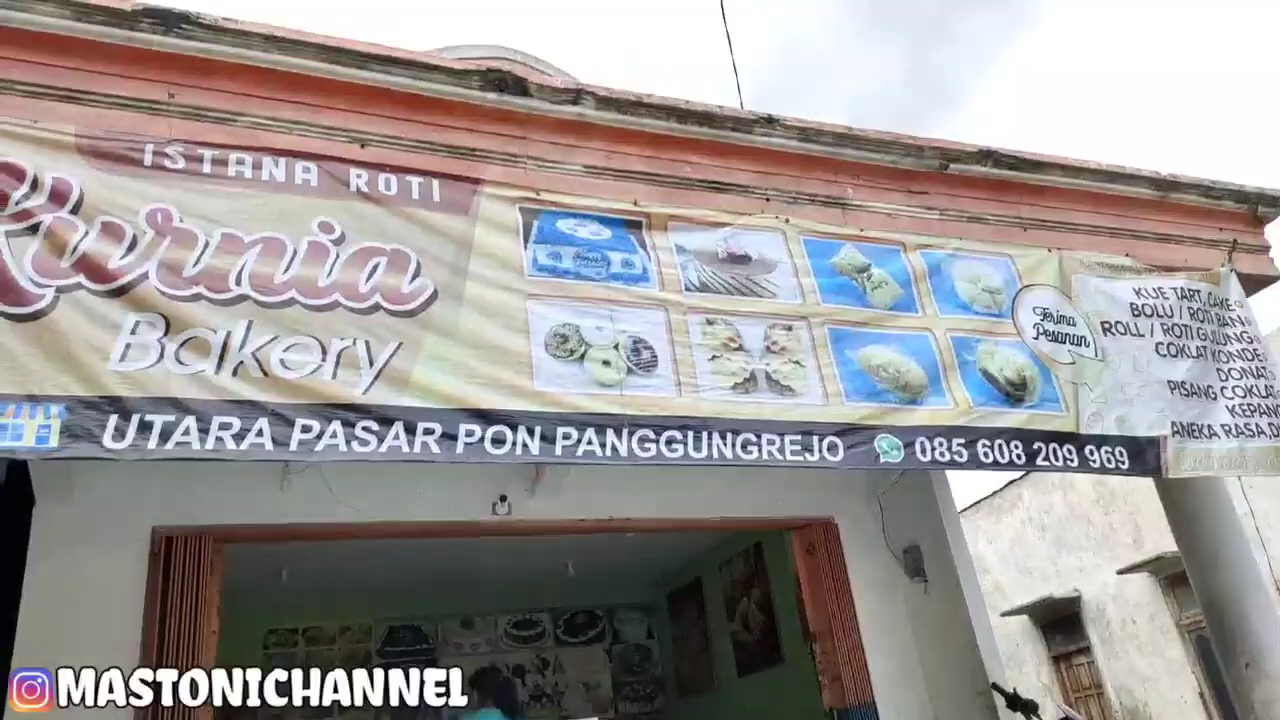 ISTANA ROTI
Kurnia
Bakery
Terima
Pesanan
KUE TART, CAKE
BOLU / ROTI BAN
ROLL / ROTI GULUNG
COKLAT KONDE
DONAT
PISANG COKLAT
KEPANG
ANEKA RASA,
UTARA PASAR PON PANGGUNGREJO
085 608 209 969
MASTONICHANNEL